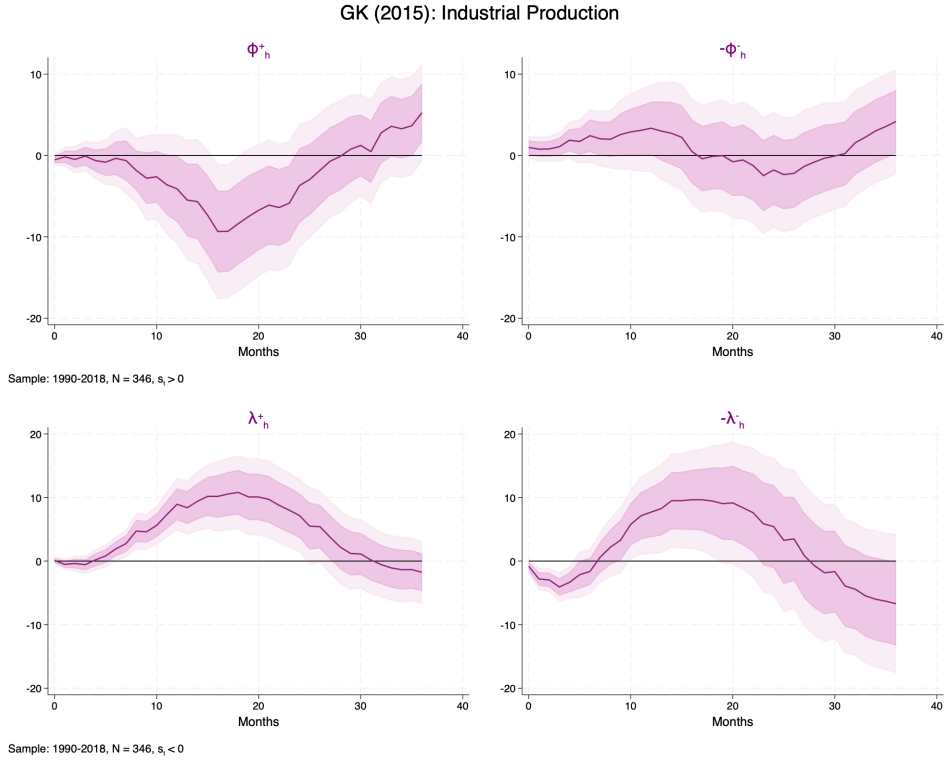 GK (2015): Industrial Production
ϕ⁺ₕ
-ϕ⁻ₕ
10
0
-10
-20
0 10 20 30 40
Months
10
0
-10
-20
0 10 20 30 40
Months
Sample: 1990-2018, N = 346, sₜ > 0
λ⁺ₕ
-λ⁻ₕ
20
10
0
-10
-20
0 10 20 30 40
Months
20
10
0
-10
-20
0 10 20 30 40
Months
Sample: 1990-2018, N = 346, sₜ < 0